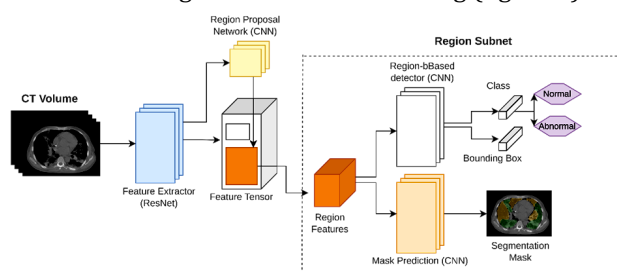 Region Proposal
Network (CNN)
Region Subnet
Region-bBased
detector (CNN)
Class
Normal
CT Volume
Abnormal
Bounding Box
Feature Extractor
(ResNet)
Feature Tensor
Region
Features
Mask Prediction (CNN)
Segmentation
Mask